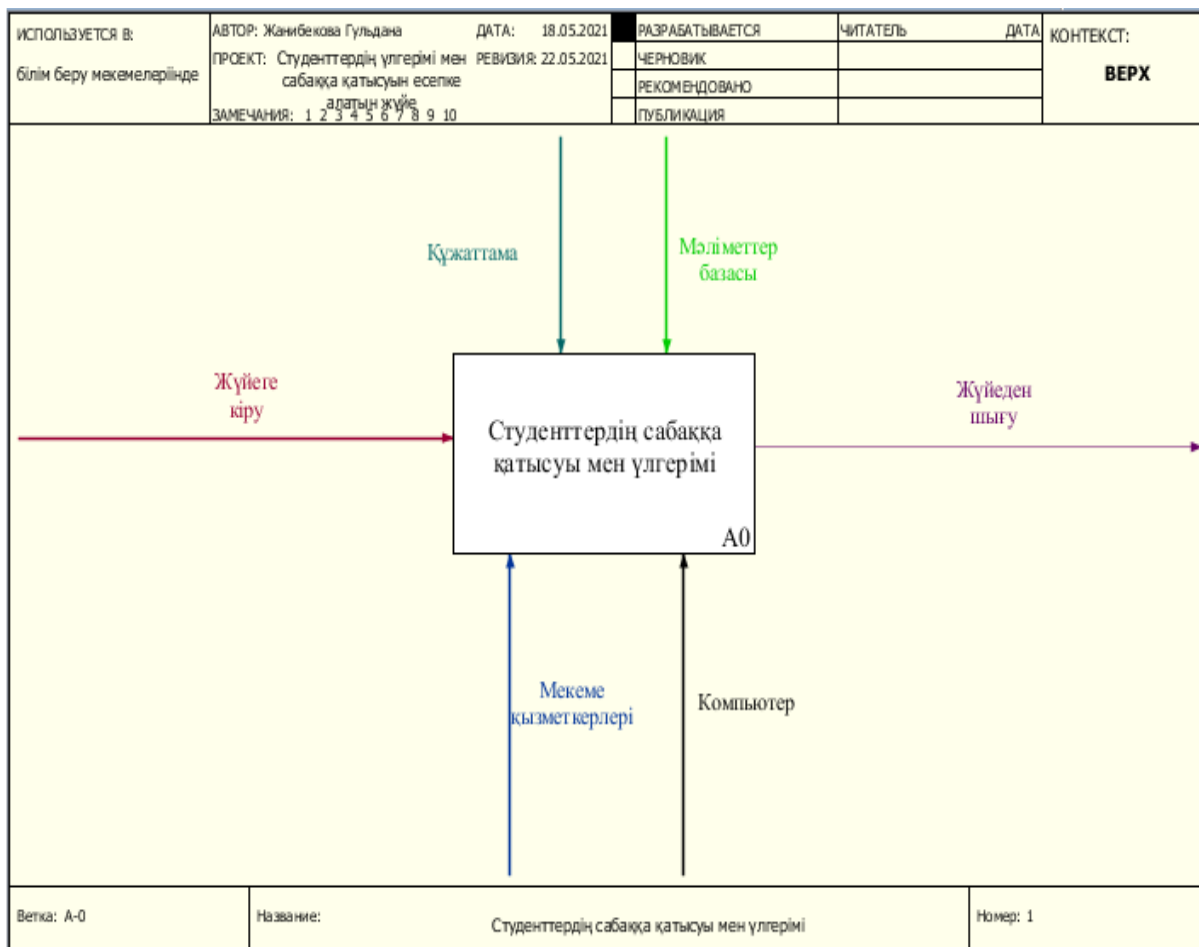 ИСПОЛЬЗУЕТСЯ В:
білім беру мекемелеріінде
АВТОР: Жанибекова Гульдана
ДАТА: 18.05.2021
ПРОЕКТ: Студенттердің үлгерімі мен
сабаққа қатысуын есепке
алатын жүйе
РЕВИЗИЯ: 22.05.2021
ЗАМЕЧАНИЯ: 1 2 3 4 5 6 7 8 9 10
РАЗРАБАТЫВАЕТСЯ
ЧЕРНОВИК
РЕКОМЕНДОВАНО
ПУБЛИКАЦИЯ
ЧИТАТЕЛЬ ДАТА
КОНТЕКСТ:
ВЕРХ
Құжаттама
Мәліметтер
базасы
Жүйеге
кіру
Студенттердің сабаққа
қатысуы мен үлгерімі
A0
Жүйеден
шығу
Мекеме
қызметкерлері
Компьютер
Ветка: A-0
Название:
Студенттердің сабаққа қатысуы мен үлгерімі
Номер: 1